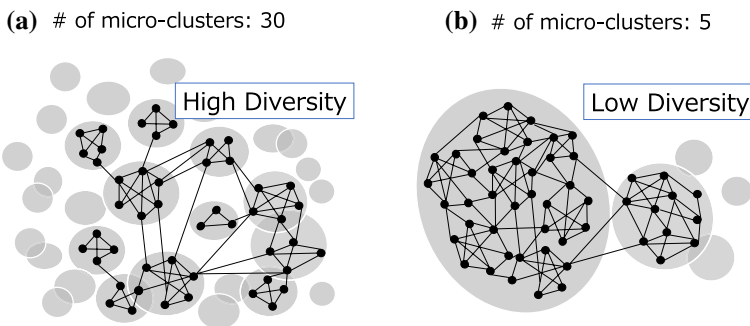 (a) # of micro-clusters: 30
High Diversity
(b) # of micro-clusters: 5
Low Diversity